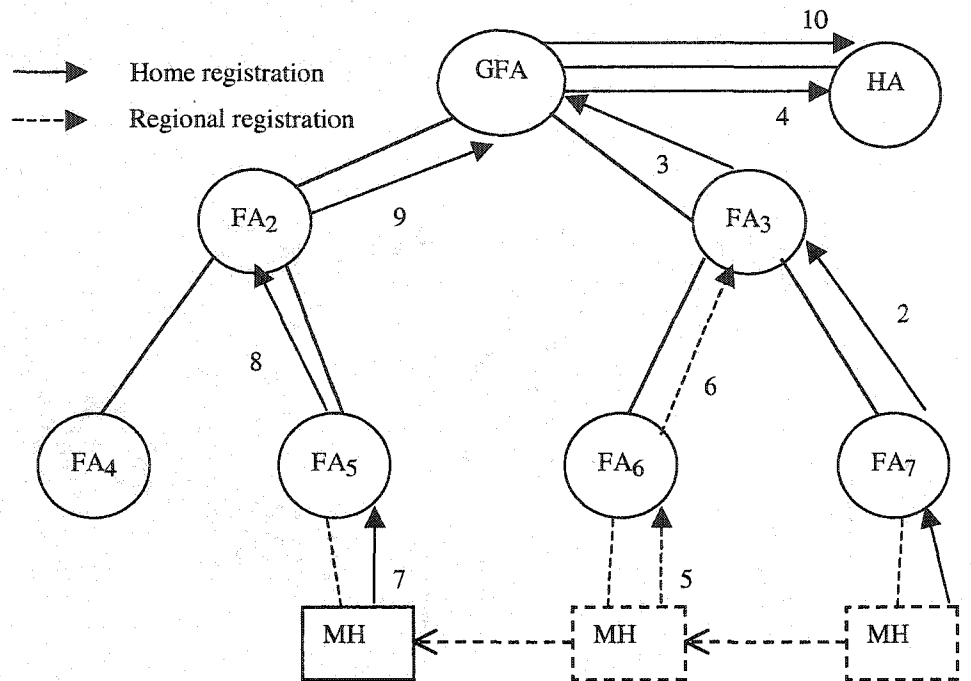 10
GFA
HA
Home registration
Regional registration
4
3
FA2
FA3
9
2
8
6
FA4
FA5
FA6
FA7
7
5
MH
MH
MH